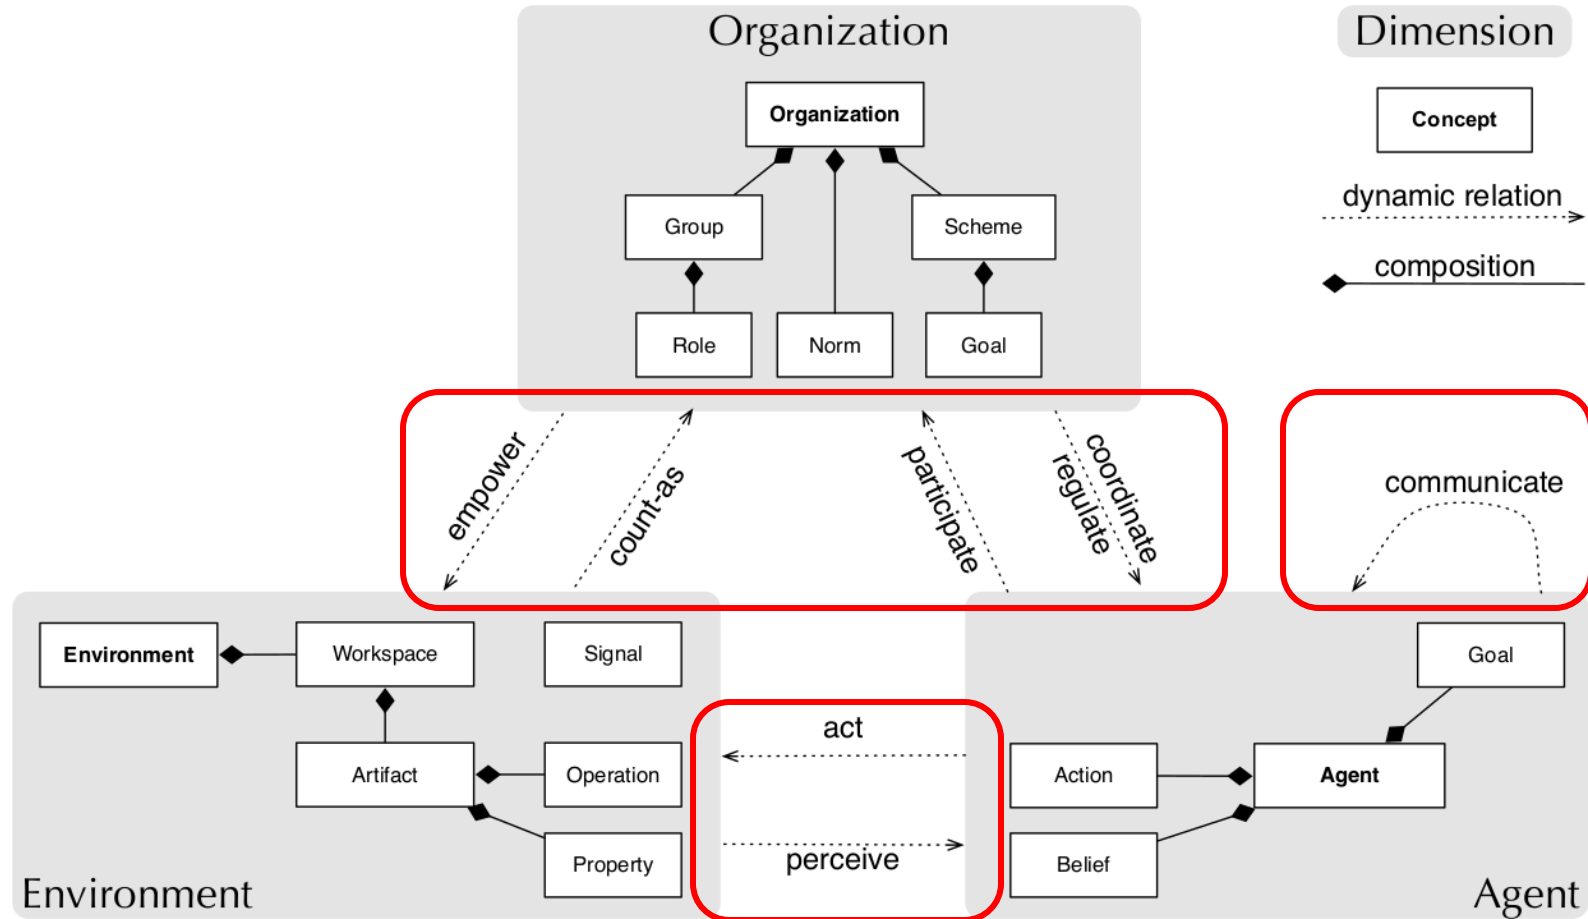 Organization
Dimension
Organization
Concept
dynamic relation
composition
Group
Scheme
Role
Norm
Goal
empower
count-as
participate
coordinate
regulate
communicate
Environment
Workspace
Signal
Goal
act
Artifact
Operation
Action
Agent
Property
perceive
Belief
Environment
Agent